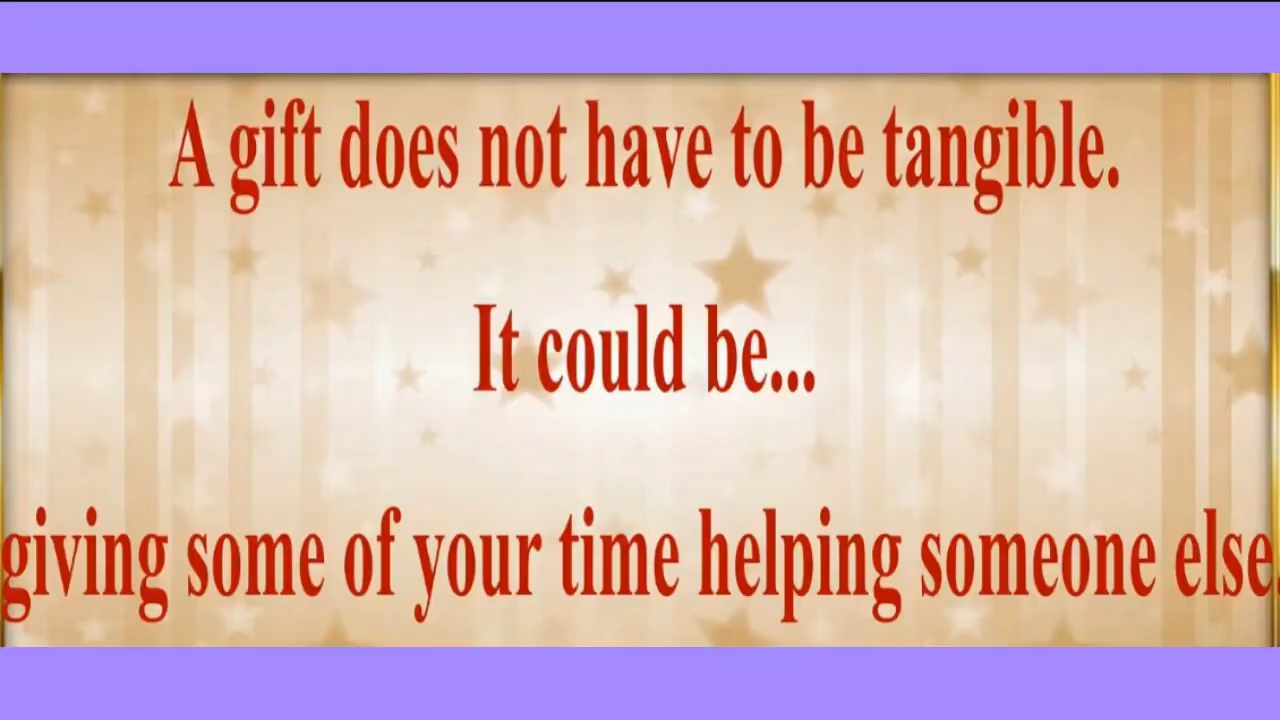 A gift does not have to be tangible.
It could be...
giving some of your time helping someone else.